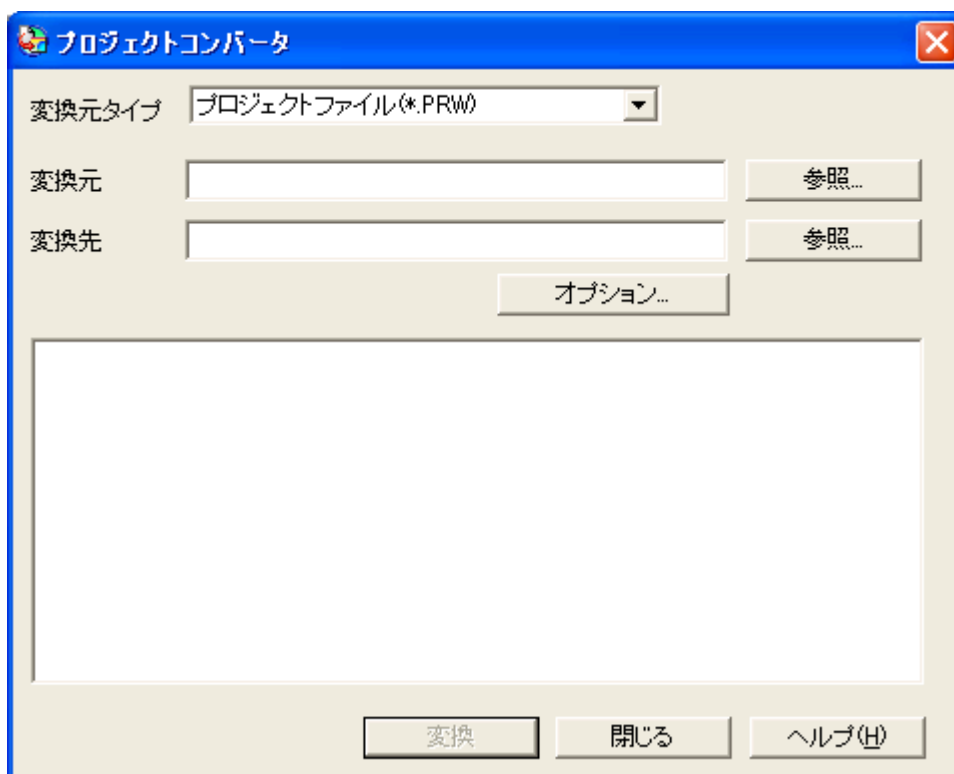 プロジェクトコンバータ
変換元タイプ プロジェクトファイル(*.PRW)
変換元 参照...
変換先 参照...
オプション...
変換 閉じる ヘルプ(H)